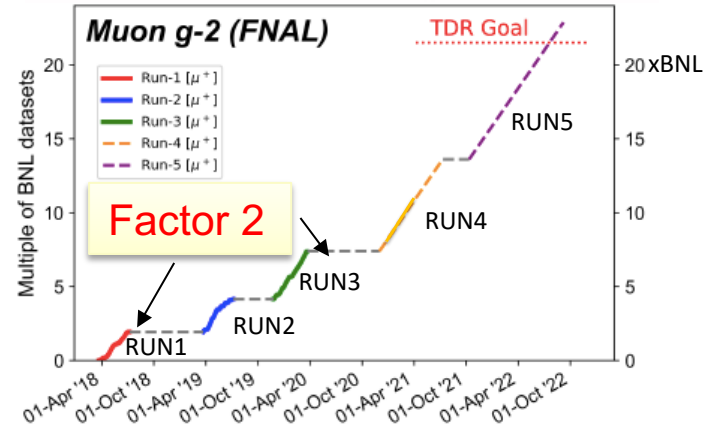 Muon g-2 (FNAL)
TDR Goal
Multiple of BNL datasets
20
15
10
5
0
20 xBNL
15
10
5
0
Run-1 [μ⁺]
Run-2 [μ⁺]
Run-3 [μ⁺]
Run-4 [μ⁺]
Run-5 [μ⁺]
Factor 2
RUN1
RUN2
RUN3
RUN4
RUN5
01-Apr '18
01-Oct '18
01-Apr '19
01-Oct '19
01-Apr '20
01-Oct '20
01-Apr '21
01-Oct '21
01-Apr '22
01-Oct '22